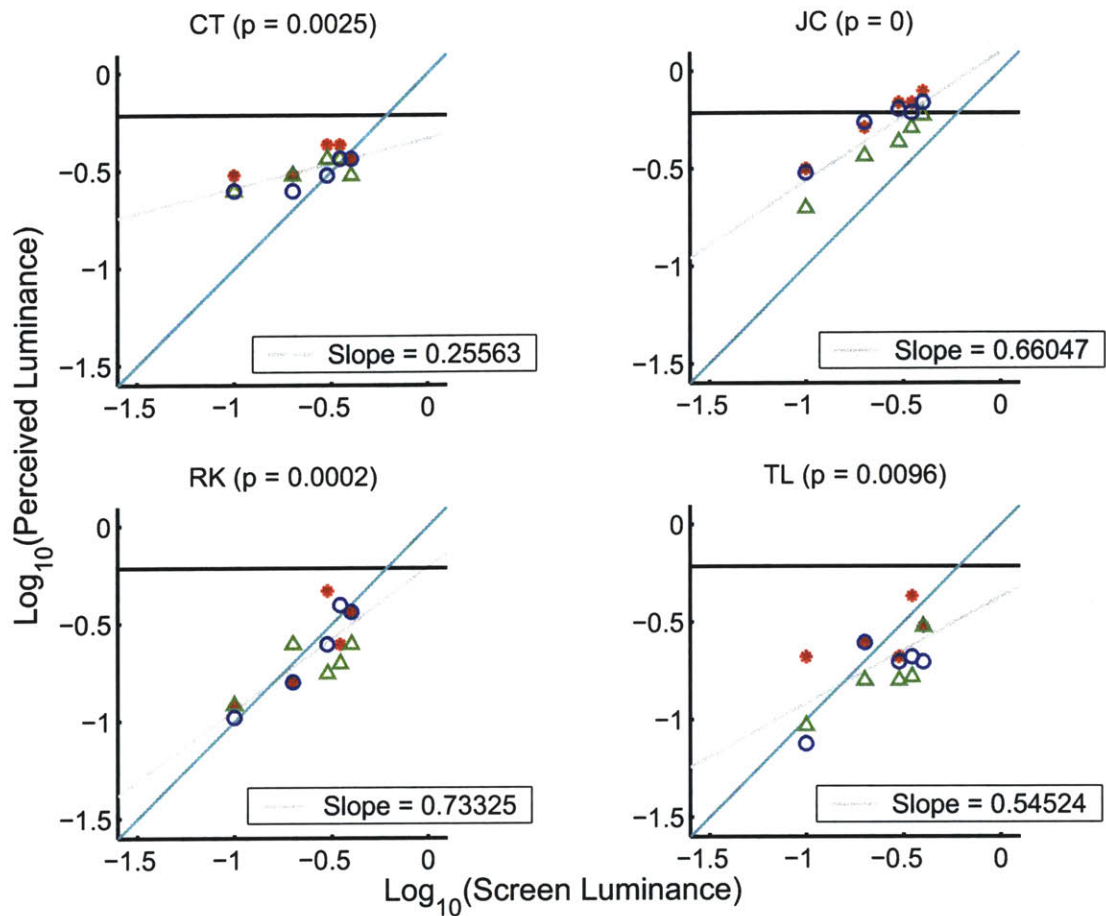 CT (p = 0.0025)
0
−0.5
−1
−1.5
−1.5 −1 −0.5 0
Slope = 0.25563
JC (p = 0)
0
−0.5
−1
−1.5
−1.5 −1 −0.5 0
Slope = 0.66047
RK (p = 0.0002)
0
−0.5
−1
−1.5
−1.5 −1 −0.5 0
Slope = 0.73325
TL (p = 0.0096)
0
−0.5
−1
−1.5
−1.5 −1 −0.5 0
Slope = 0.54524
Log10(Perceived Luminance)
Log10(Screen Luminance)